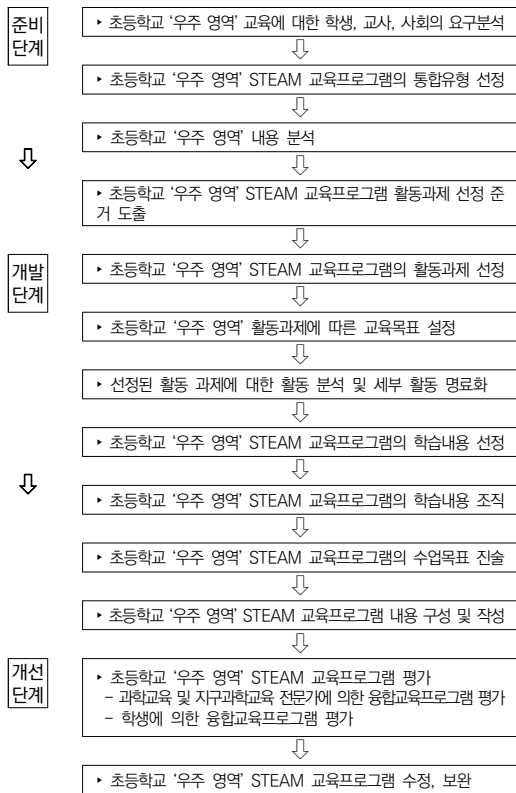 준비
단계
‣ 초등학교 ‘우주 영역’ 교육에 대한 학생, 교사, 사회의 요구분석
‣ 초등학교 ‘우주 영역’ STEAM 교육프로그램의 통합유형 선정
‣ 초등학교 ‘우주 영역’ 내용 분석
‣ 초등학교 ‘우주 영역’ STEAM 교육프로그램 활동과제 선정 준
거 도출
개발
단계
‣ 초등학교 ‘우주 영역’ STEAM 교육프로그램의 활동과제 선정
‣ 초등학교 ‘우주 영역’ 활동과제에 따른 교육목표 설정
‣ 선정된 활동 과제에 대한 활동 분석 및 세부 활동 명료화
‣ 초등학교 ‘우주 영역’ STEAM 교육프로그램의 학습내용 선정
‣ 초등학교 ‘우주 영역’ STEAM 교육프로그램의 학습내용 조직
‣ 초등학교 ‘우주 영역’ STEAM 교육프로그램의 수업목표 진술
‣ 초등학교 ‘우주 영역’ STEAM 교육프로그램 내용 구성 및 작성
개선
단계
‣ 초등학교 ‘우주 영역’ STEAM 교육프로그램 평가
- 과학교육 및 지구과학교육 전문가에 의한 융합교육프로그램 평가
- 학생에 의한 융합교육프로그램 평가
‣ 초등학교 ‘우주 영역’ STEAM 교육프로그램 수정, 보완